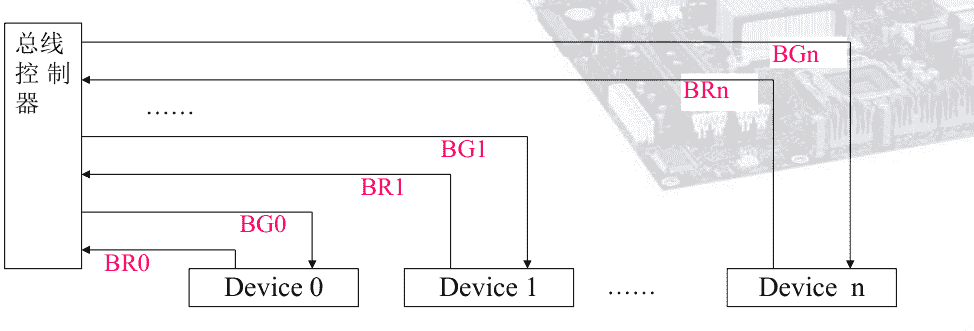 总线
控 制
器
BGn
BRn
……
BG1
BR1
BG0
BR0
Device 0
Device 1
……
Device n